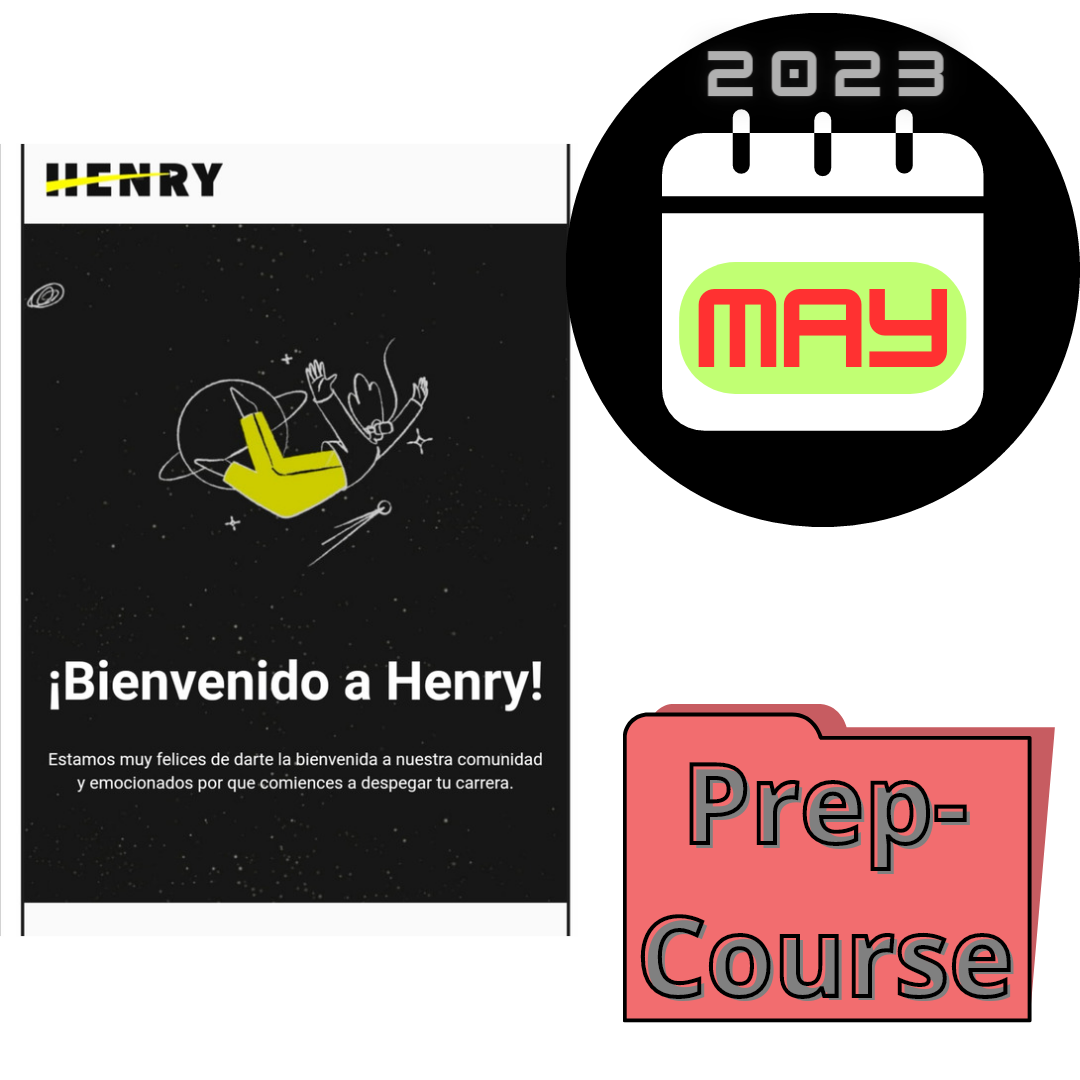 HENRY
¡Bienvenido a Henry!
Estamos muy felices de darte la bienvenida a nuestra comunidad
y emocionados por que comiences a despegar tu carrera.
2023
MAY
Prep-
Course